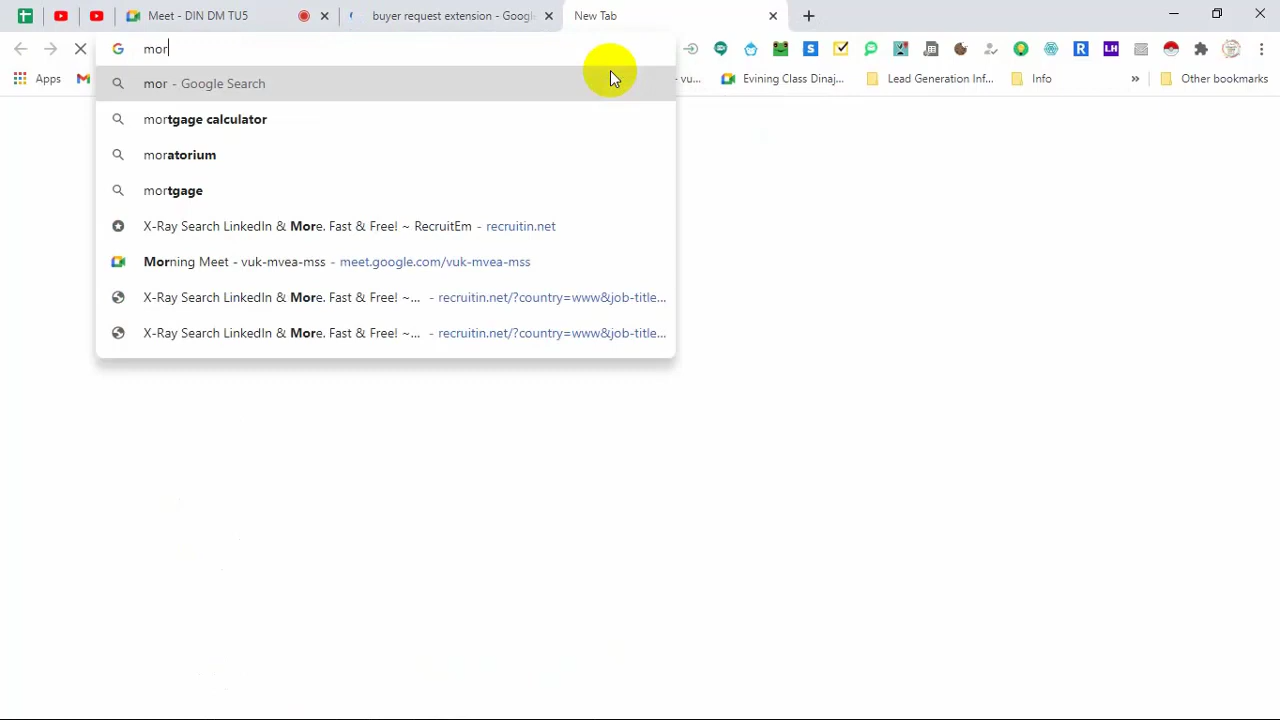 Meet - DIN DM TU5
buyer request extension - Google
New Tab
mor
Apps
vu...
Evining Class Dinaj...
Lead Generation Inf...
Info
»
Other bookmarks
mor - Google Search
mortgage calculator
moratorium
mortgage
X-Ray Search LinkedIn & More. Fast & Free! ~ RecruitEm - recruitin.net
Morning Meet - vuk-mvea-mss - meet.google.com/vuk-mvea-mss
X-Ray Search LinkedIn & More. Fast & Free! ~... - recruitin.net/?country=www&job-title...
X-Ray Search LinkedIn & More. Fast & Free! ~... - recruitin.net/?country=www&job-title...